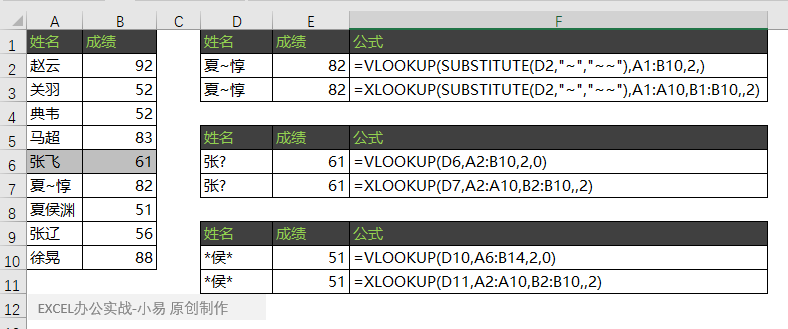 A B C D E F
1 姓名 成绩 姓名 成绩 公式
2 赵云 92 夏~惇 82 =VLOOKUP(SUBSTITUTE(D2,"~","~~"),A1:B10,2,)
3 关羽 52 夏~惇 82 =XLOOKUP(SUBSTITUTE(D2,"~","~~"),A1:A10,B1:B10,,2)
4 典韦 52
5 马超 83 姓名 成绩 公式
6 张飞 61 张? 61 =VLOOKUP(D6,A2:B10,2,0)
7 夏~惇 82 张? 61 =XLOOKUP(D7,A2:A10,B2:B10,,2)
8 夏侯渊 51
9 张辽 56 姓名 成绩 公式
10 徐晃 88 *侯* 51 =VLOOKUP(D10,A6:B14,2,0)
11 *侯* 51 =XLOOKUP(D11,A2:A10,B2:B10,,2)
12 EXCEL办公实战-小易 原创制作